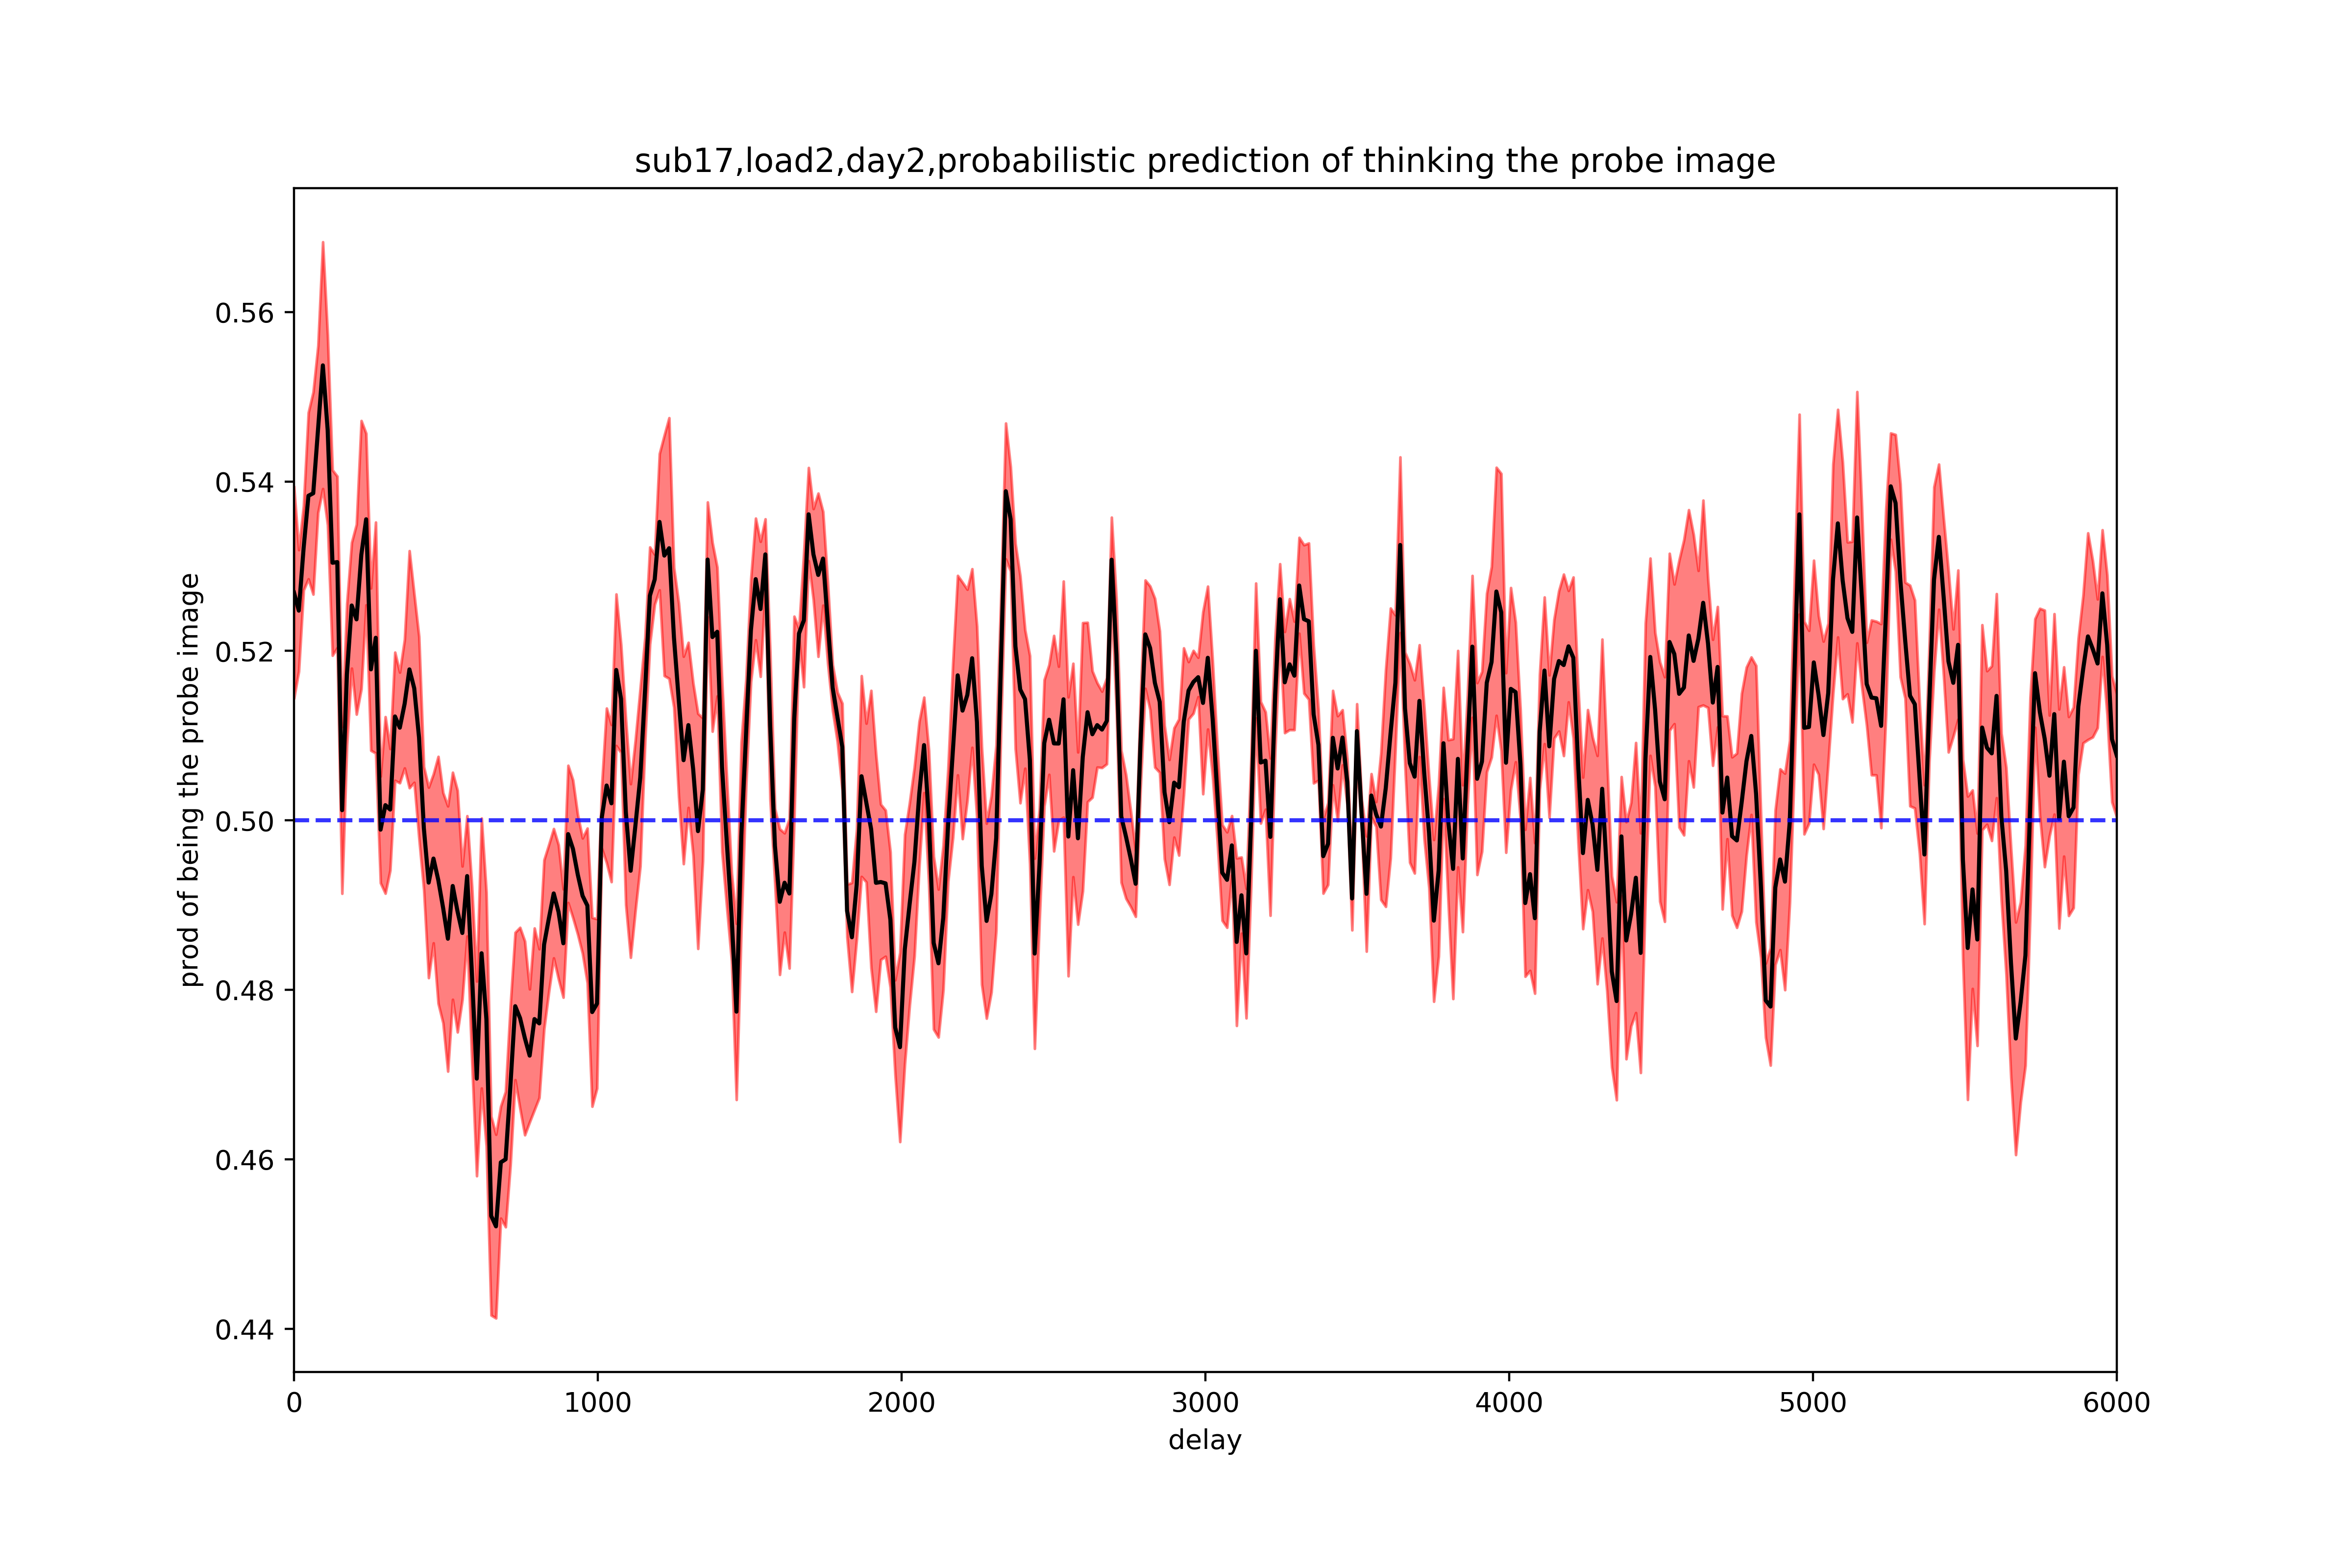 sub17,load2,day2,probabilistic prediction of thinking the probe image
prod of being the probe image
0.56
0.54
0.52
0.50
0.48
0.46
0.44
0 1000 2000 3000 4000 5000 6000
delay